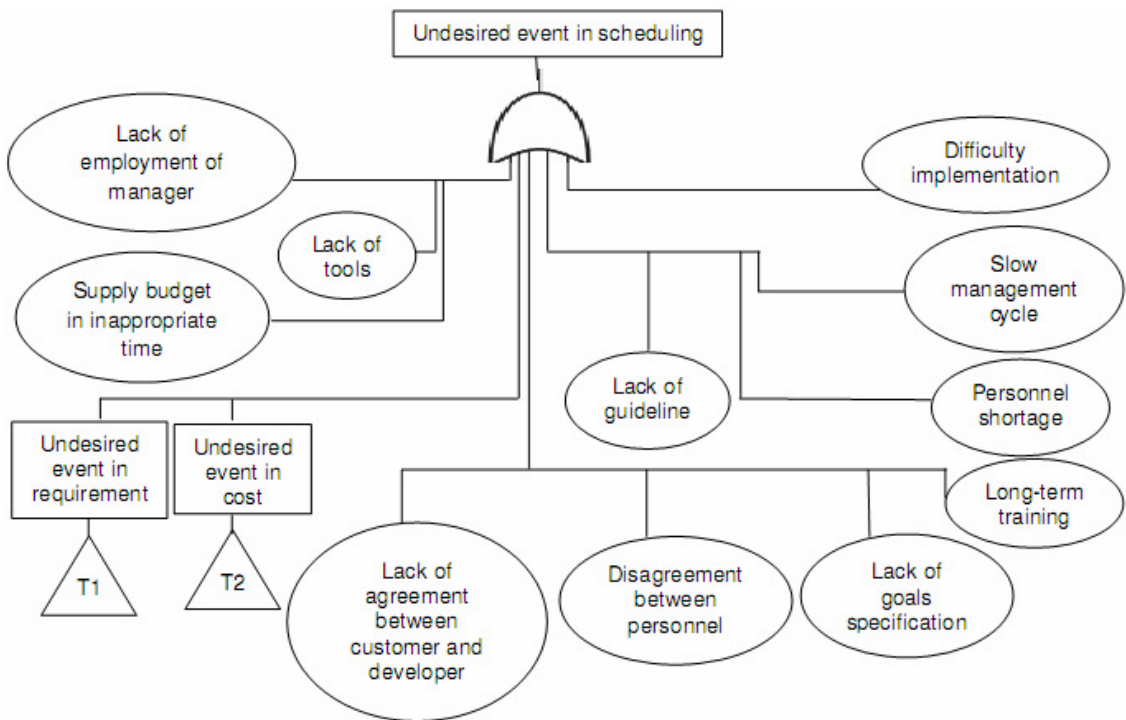 Undesired event in scheduling
Lack of
employment of
manager
Difficulty
implementation
Lack of
tools
Slow
management
cycle
Supply budget
in inappropriate
time
Lack of
guideline
Personnel
shortage
Undesired
event in
requirement
Undesired
event in
cost
Long-term
training
T1
T2
Lack of
agreement
between
customer and
developer
Disagreement
between
personnel
Lack of
goals
specification